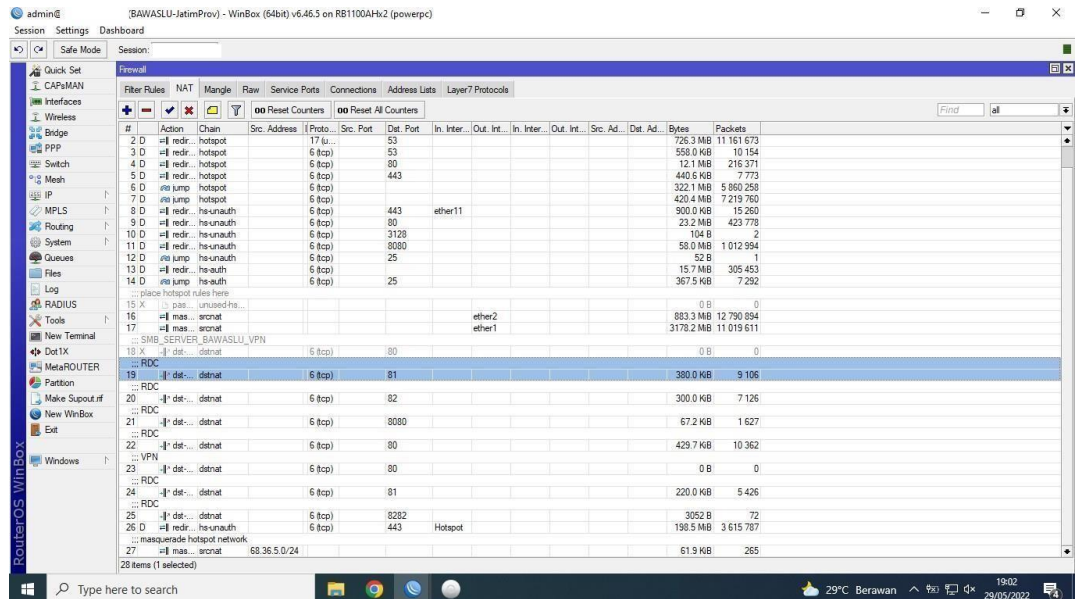 admin@ (BAWASLU-JatimProv) - WinBox (64bit) v6.46.5 on RB1100AHx2 (powerpc)
Session Settings Dashboard
Safe Mode Session:
Quick Set
CAPsMAN
Interfaces
Wireless
Bridge
PPP
Switch
Mesh
IP
MPLS
Routing
System
Queues
Files
Log
RADIUS
Tools
New Terminal
Dot1X
MetaROUTER
Partition
Make Supout.rif
New WinBox
Exit
Windows
RouterOS WinBox
Firewall
Filter Rules NAT Mangle Raw Service Ports Connections Address Lists Layer7 Protocols
00 Reset Counters 00 Reset All Counters Find all
# Action Chain Src. Address Proto... Src. Port Dst. Port In. Inter... Out. Int... In. Inter... Out. Int... Src. Ad... Dst. Ad... Bytes Packets
2 D redir... hotspot 17 (u... 53 726.3 MiB 11 161 673
3 D redir... hotspot 6 (tcp) 53 558.0 KiB 10 154
4 D redir... hotspot 6 (tcp) 80 12.1 MiB 216 371
5 D redir... hotspot 6 (tcp) 443 440.6 KiB 7 773
6 D jump hotspot 6 (tcp) 322.1 MiB 5 860 258
7 D jump hotspot 6 (tcp) 420.4 MiB 7 219 760
8 D redir... hs-unauth 6 (tcp) 443 ether11 900.0 KiB 15 260
9 D redir... hs-unauth 6 (tcp) 80 23.2 MiB 423 778
10 D redir... hs-unauth 6 (tcp) 3128 104 B 2
11 D redir... hs-unauth 6 (tcp) 8080 58.0 MiB 1 012 994
12 D jump hs-unauth 6 (tcp) 25 52 B 1
13 D redir... hs-auth 6 (tcp) 15.7 MiB 305 453
14 D jump hs-auth 6 (tcp) 25 367.5 KiB 7 292
::: place hotspot rules here
15 X pas... unused-hs... 0 B 0
16 mas... srcnat ether2 883.3 MiB 12 790 894
17 mas... srcnat ether1 3178.2 MiB 11 019 611
::: SMB_SERVER_BAWASLU_VPN
18 X dst-... dstnat 6 (tcp) 80 0 B 0
::: RDC
19 dst-... dstnat 6 (tcp) 81 380.0 KiB 9 106
::: RDC
20 dst-... dstnat 6 (tcp) 82 300.0 KiB 7 126
::: RDC
21 dst-... dstnat 6 (tcp) 8080 67.2 KiB 1 627
::: RDC
22 dst-... dstnat 6 (tcp) 80 429.7 KiB 10 362
::: VPN
23 dst-... dstnat 6 (tcp) 80 0 B 0
::: RDC
24 dst-... dstnat 6 (tcp) 81 220.0 KiB 5 426
::: RDC
25 dst-... dstnat 6 (tcp) 8282 3052 B 72
26 D redir... hs-unauth 6 (tcp) 443 Hotspot 198.5 MiB 3 615 787
::: masquerade hotspot network
27 mas... srcnat 68.36.5.0/24 61.9 KiB 265
28 items (1 selected)
Type here to search
29°C Berawan
19:02
29/05/2022